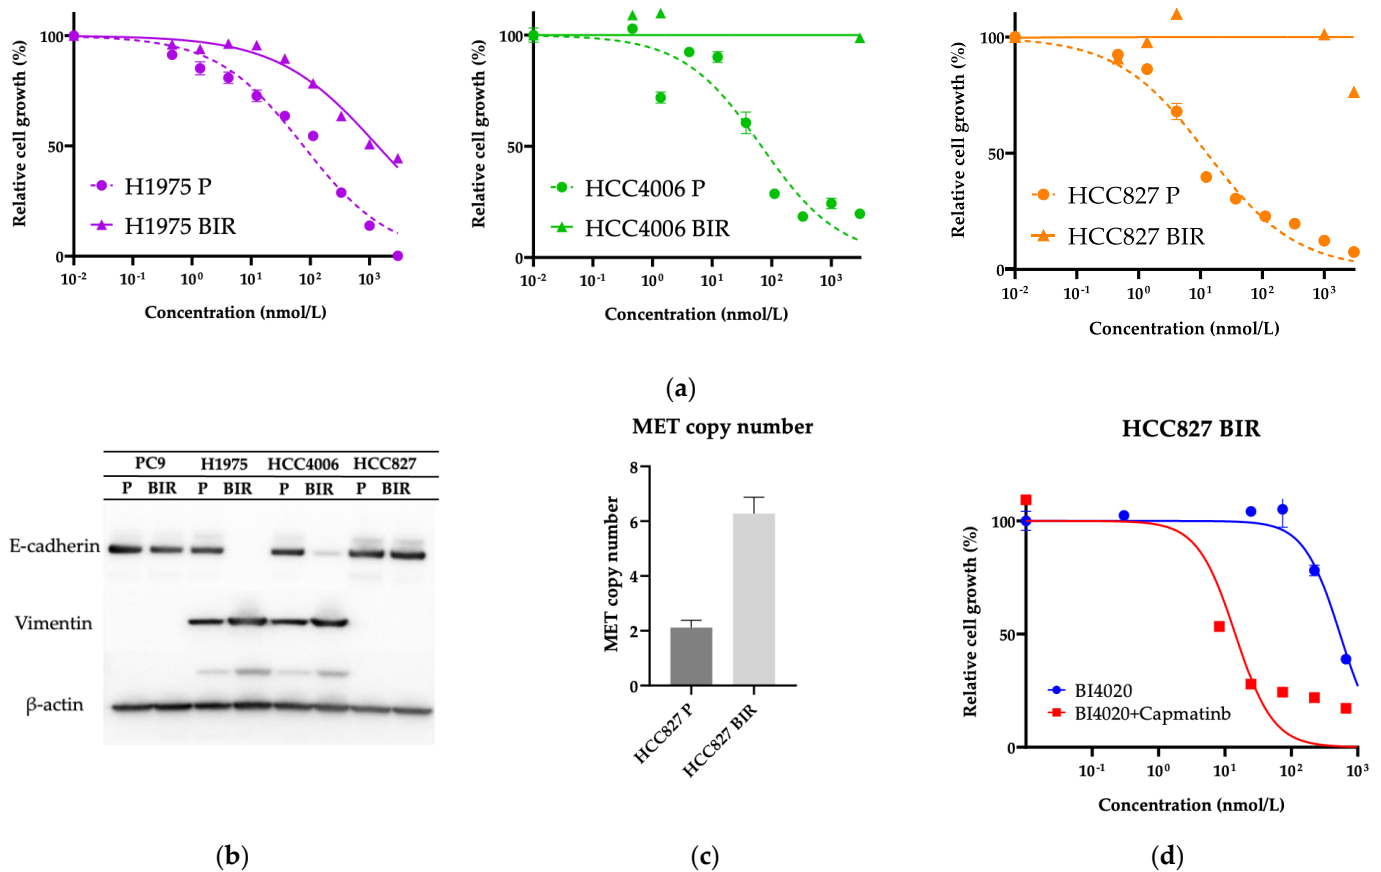 Relative cell growth (%)
100
50
0
H1975 P
H1975 BIR
10-2 10-1 100 101 102 103
Concentration (nmol/L)
Relative cell growth (%)
100
50
0
HCC4006 P
HCC4006 BIR
10-2 10-1 100 101 102 103
Concentration (nmol/L)
Relative cell growth (%)
100
50
0
HCC827 P
HCC827 BIR
10-2 10-1 100 101 102 103
Concentration (nmol/L)
(a)
PC9 H1975 HCC4006 HCC827
P BIR P BIR P BIR P BIR
E-cadherin
Vimentin
β-actin
(b)
MET copy number
MET copy number
8
6
4
2
0
HCC827 P
HCC827 BIR
(c)
HCC827 BIR
Relative cell growth (%)
100
50
0
BI4020
BI4020+Capmatinb
10-1 100 101 102 103
Concentration (nmol/L)
(d)